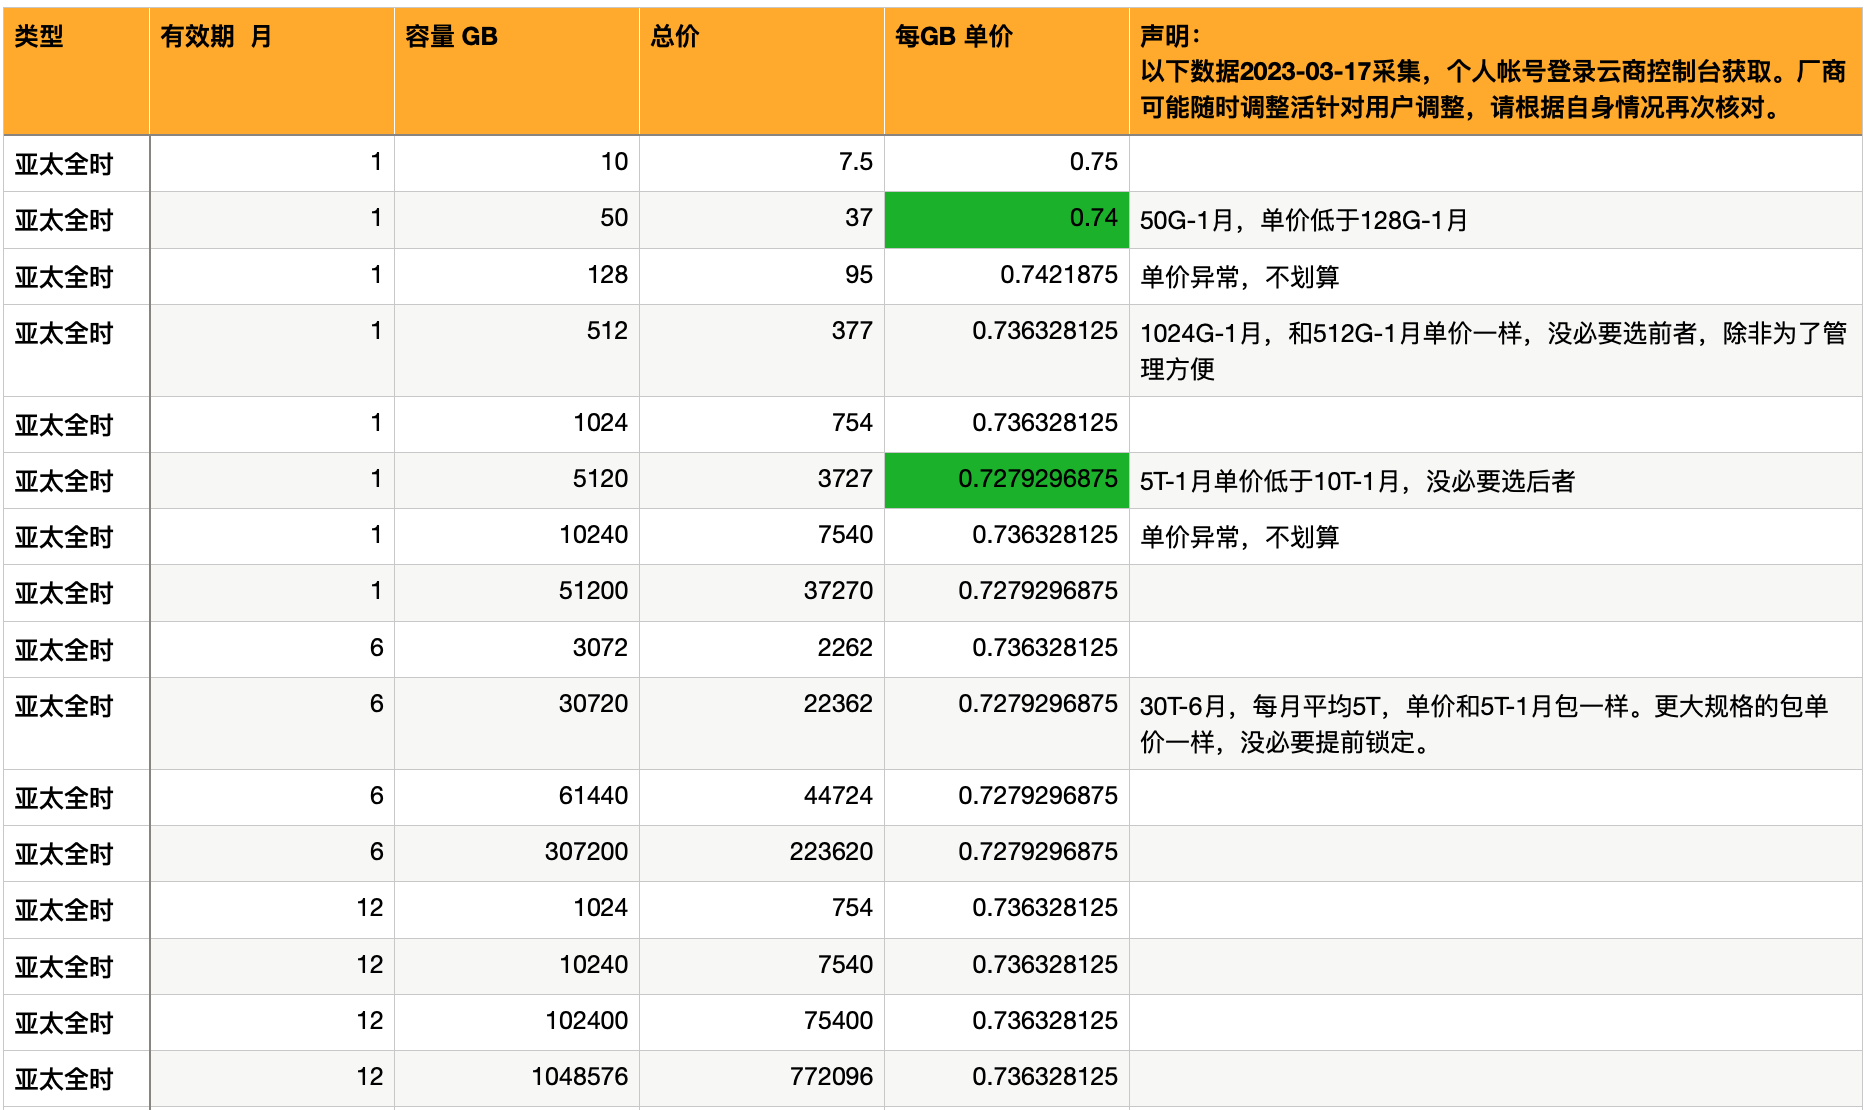 类型 有效期 月 容量 GB 总价 每GB 单价 声明：
以下数据2023-03-17采集，个人帐号登录云商控制台获取。厂商
可能随时调整活针对用户调整，请根据自身情况再次核对。
亚太全时 1 10 7.5 0.75
亚太全时 1 50 37 0.74 50G-1月，单价低于128G-1月
亚太全时 1 128 95 0.7421875 单价异常，不划算
亚太全时 1 512 377 0.736328125 1024G-1月，和512G-1月单价一样，没必要选前者，除非为了管
理方便
亚太全时 1 1024 754 0.736328125
亚太全时 1 5120 3727 0.7279296875 5T-1月单价低于10T-1月，没必要选后者
亚太全时 1 10240 7540 0.736328125 单价异常，不划算
亚太全时 1 51200 37270 0.7279296875
亚太全时 6 3072 2262 0.736328125
亚太全时 6 30720 22362 0.7279296875 30T-6月，每月平均5T，单价和5T-1月包一样。更大规格的包单
价一样，没必要提前锁定。
亚太全时 6 61440 44724 0.7279296875
亚太全时 6 307200 223620 0.7279296875
亚太全时 12 1024 754 0.736328125
亚太全时 12 10240 7540 0.736328125
亚太全时 12 102400 75400 0.736328125
亚太全时 12 1048576 772096 0.736328125